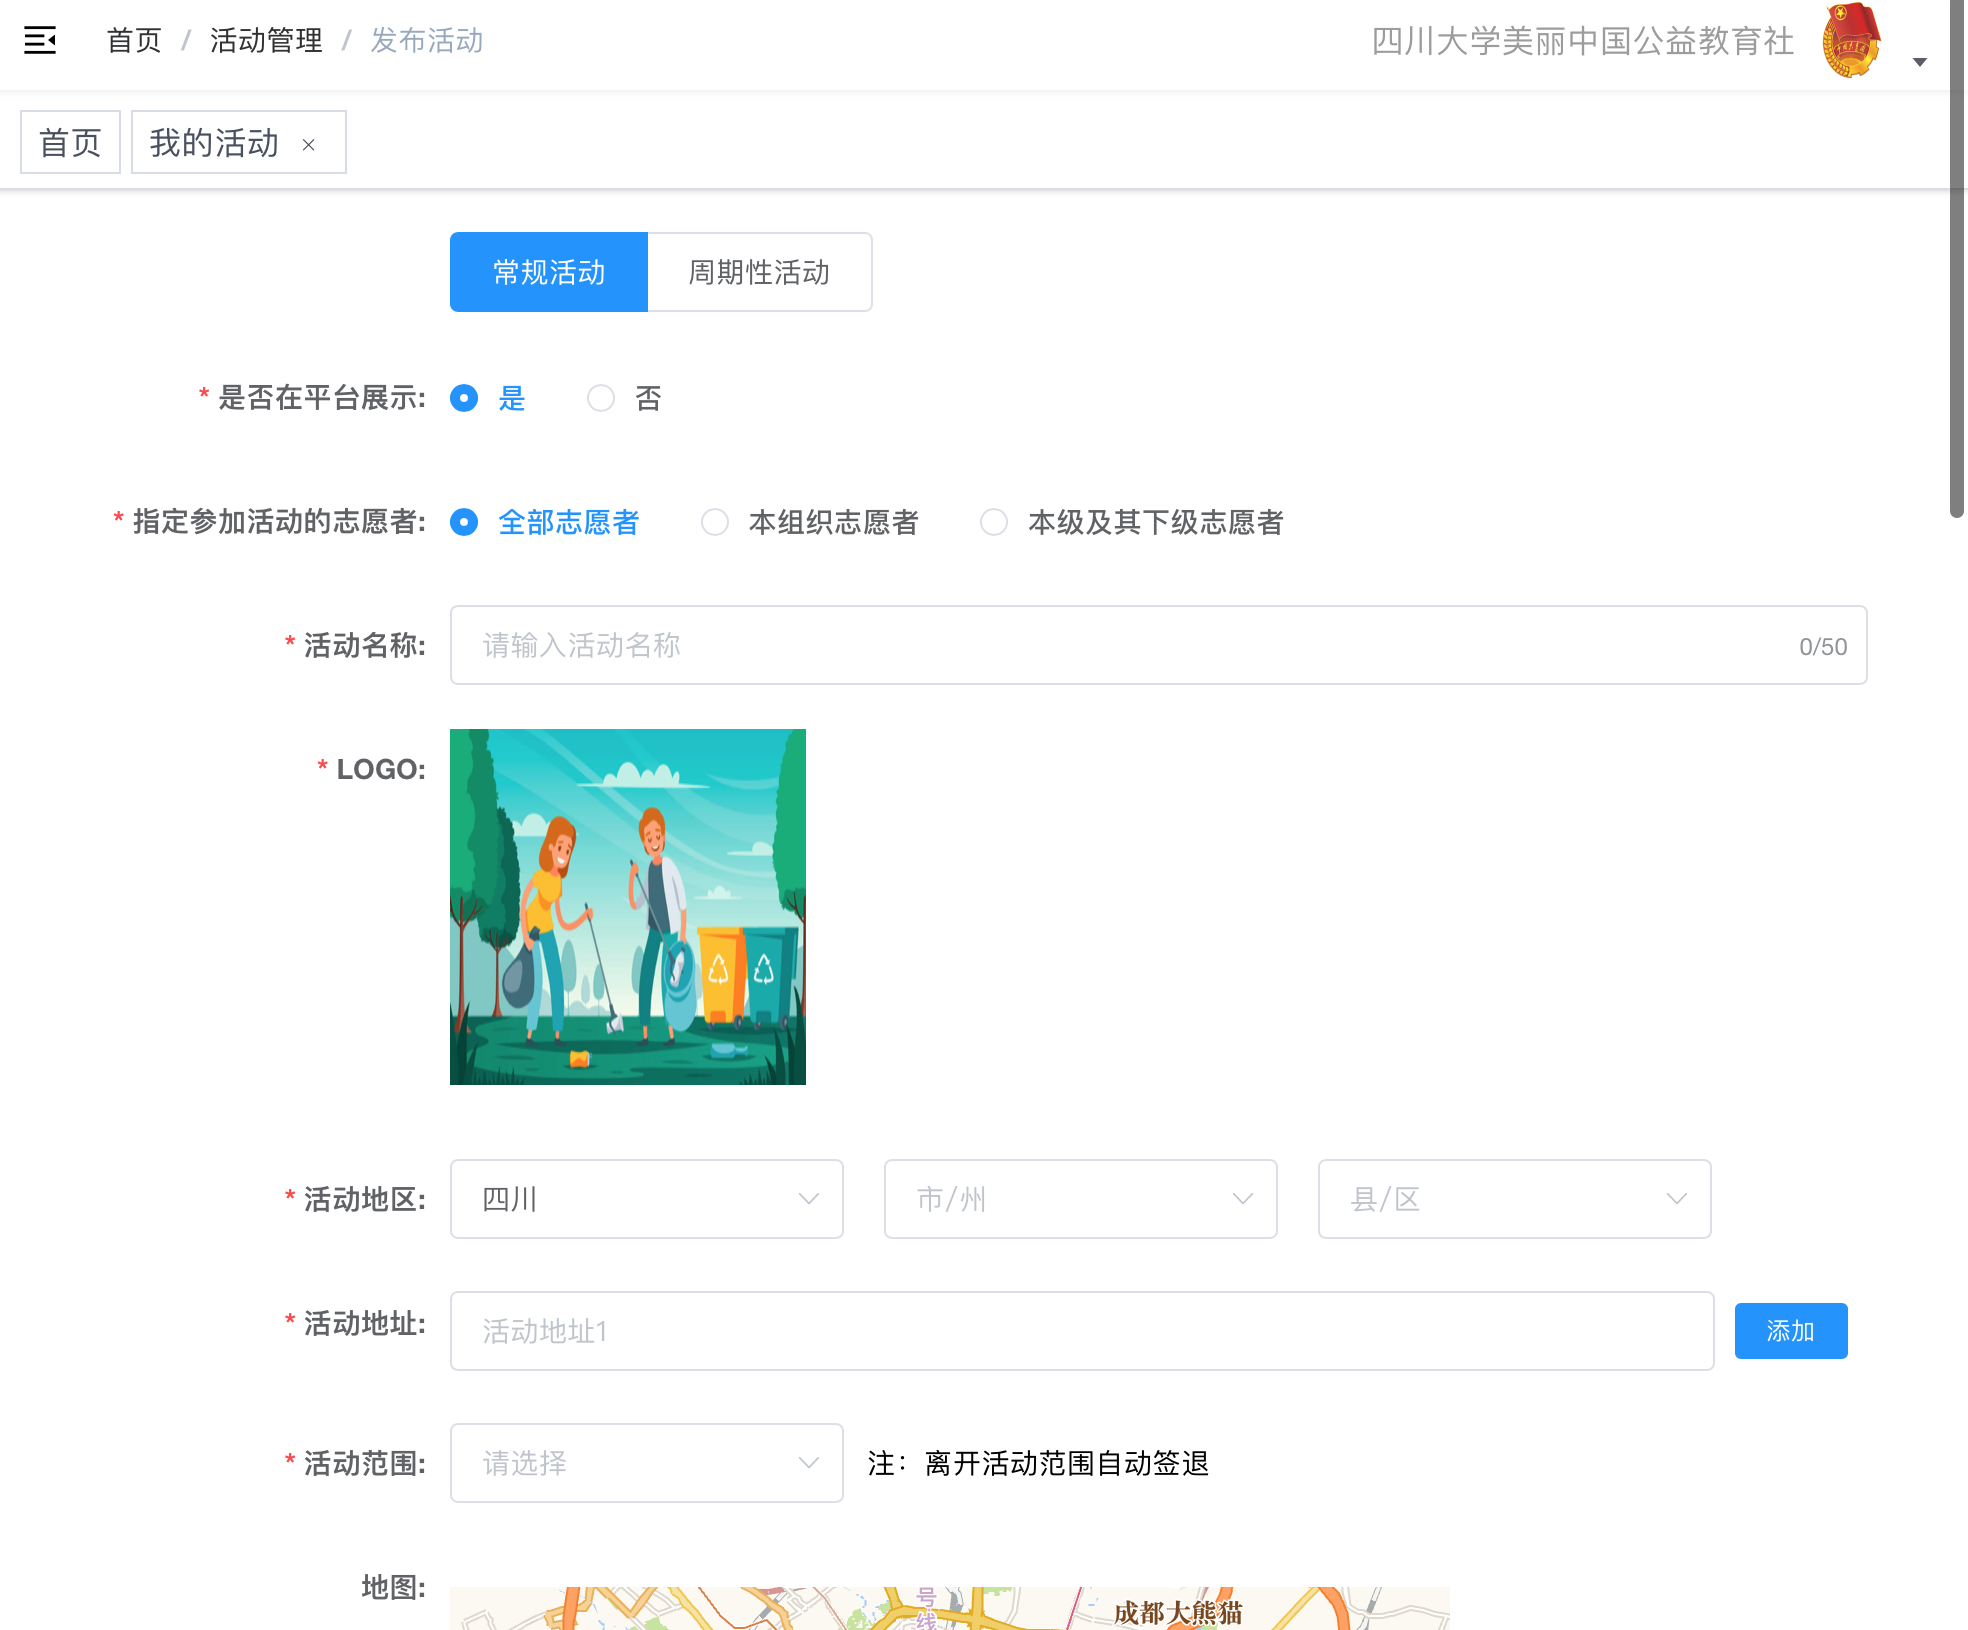 首页 / 活动管理 / 发布活动
四川大学美丽中国公益教育社
首页
我的活动 ×
常规活动
周期性活动
* 是否在平台展示:
是
否
* 指定参加活动的志愿者:
全部志愿者
本组织志愿者
本级及其下级志愿者
* 活动名称:
请输入活动名称
0/50
* LOGO:
* 活动地区:
四川
市/州
县/区
* 活动地址:
活动地址1
添加
* 活动范围:
请选择
注：离开活动范围自动签退
地图:
号线
成都大熊猫